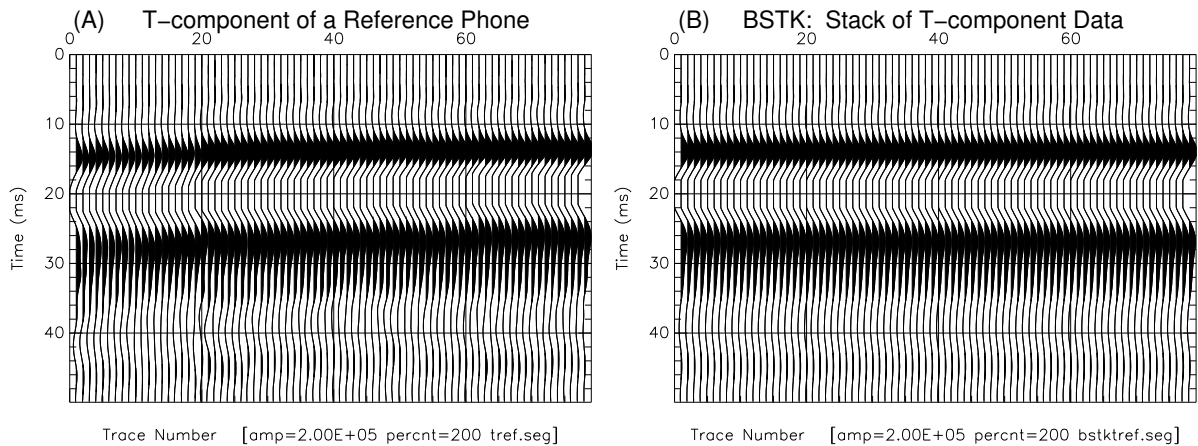 (A) T−component of a Reference Phone
0 20 40 60
0
10
20
30
40
Time (ms)
Trace Number [amp=2.00E+05 percnt=200 tref.seg]
(B) BSTK: Stack of T−component Data
0 20 40 60
0
10
20
30
40
Time (ms)
Trace Number [amp=2.00E+05 percnt=200 bstktref.seg]